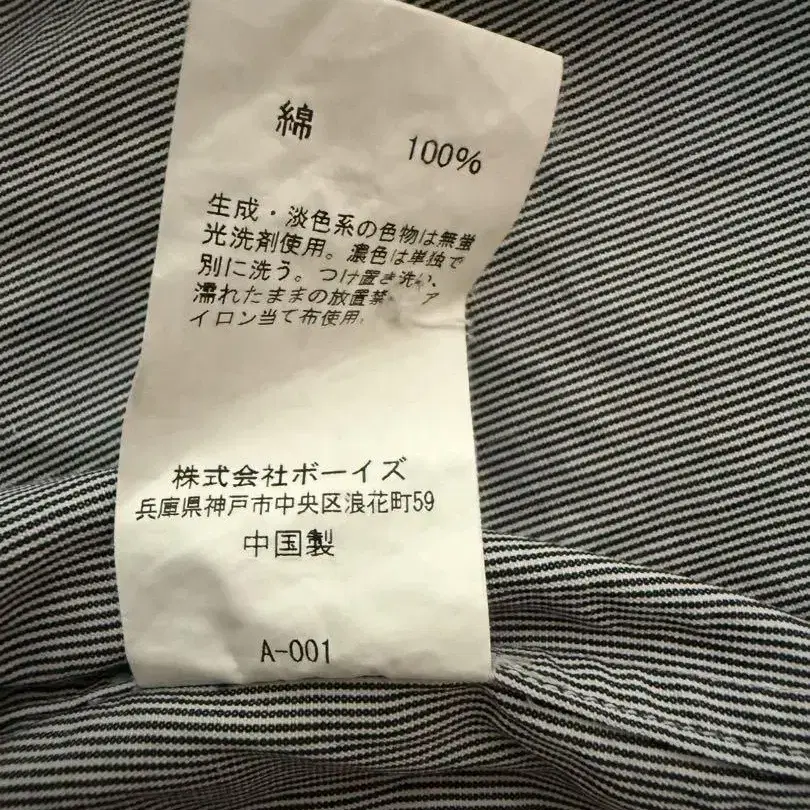 綿 100%
生成・淡色系の色物は無蛍
光洗剤使用。濃色は単独で
別に洗う。つけ置き洗い、
濡れたままの放置禁 ア
イロン当て布使用。
株式会社ボーイズ
兵庫県神戸市中央区浪花町59
中国製
A-001